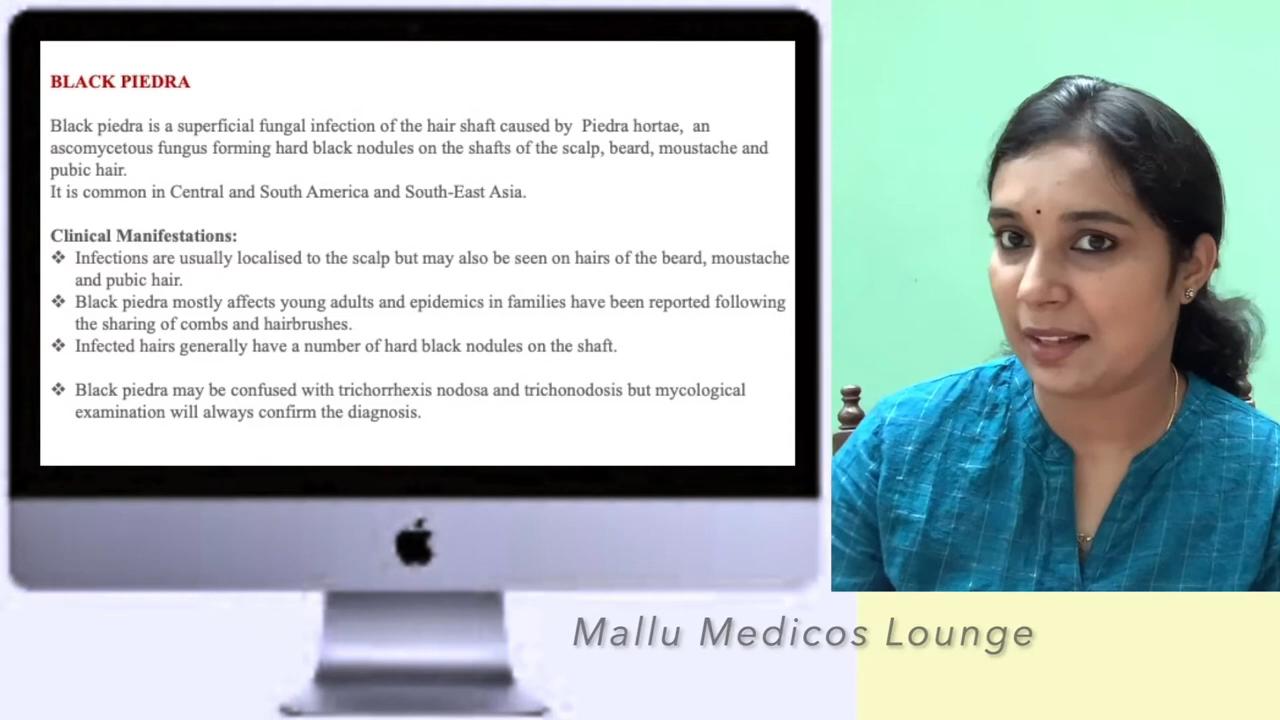 BLACK PIEDRA
Black piedra is a superficial fungal infection of the hair shaft caused by Piedra hortae, an
ascomycetous fungus forming hard black nodules on the shafts of the scalp, beard, moustache and
pubic hair.
It is common in Central and South America and South-East Asia.
Clinical Manifestations:
❖ Infections are usually localised to the scalp but may also be seen on hairs of the beard, moustache
and pubic hair.
❖ Black piedra mostly affects young adults and epidemics in families have been reported following
the sharing of combs and hairbrushes.
❖ Infected hairs generally have a number of hard black nodules on the shaft.
❖ Black piedra may be confused with trichorrhexis nodosa and trichonodosis but mycological
examination will always confirm the diagnosis.
Mallu Medicos Lounge